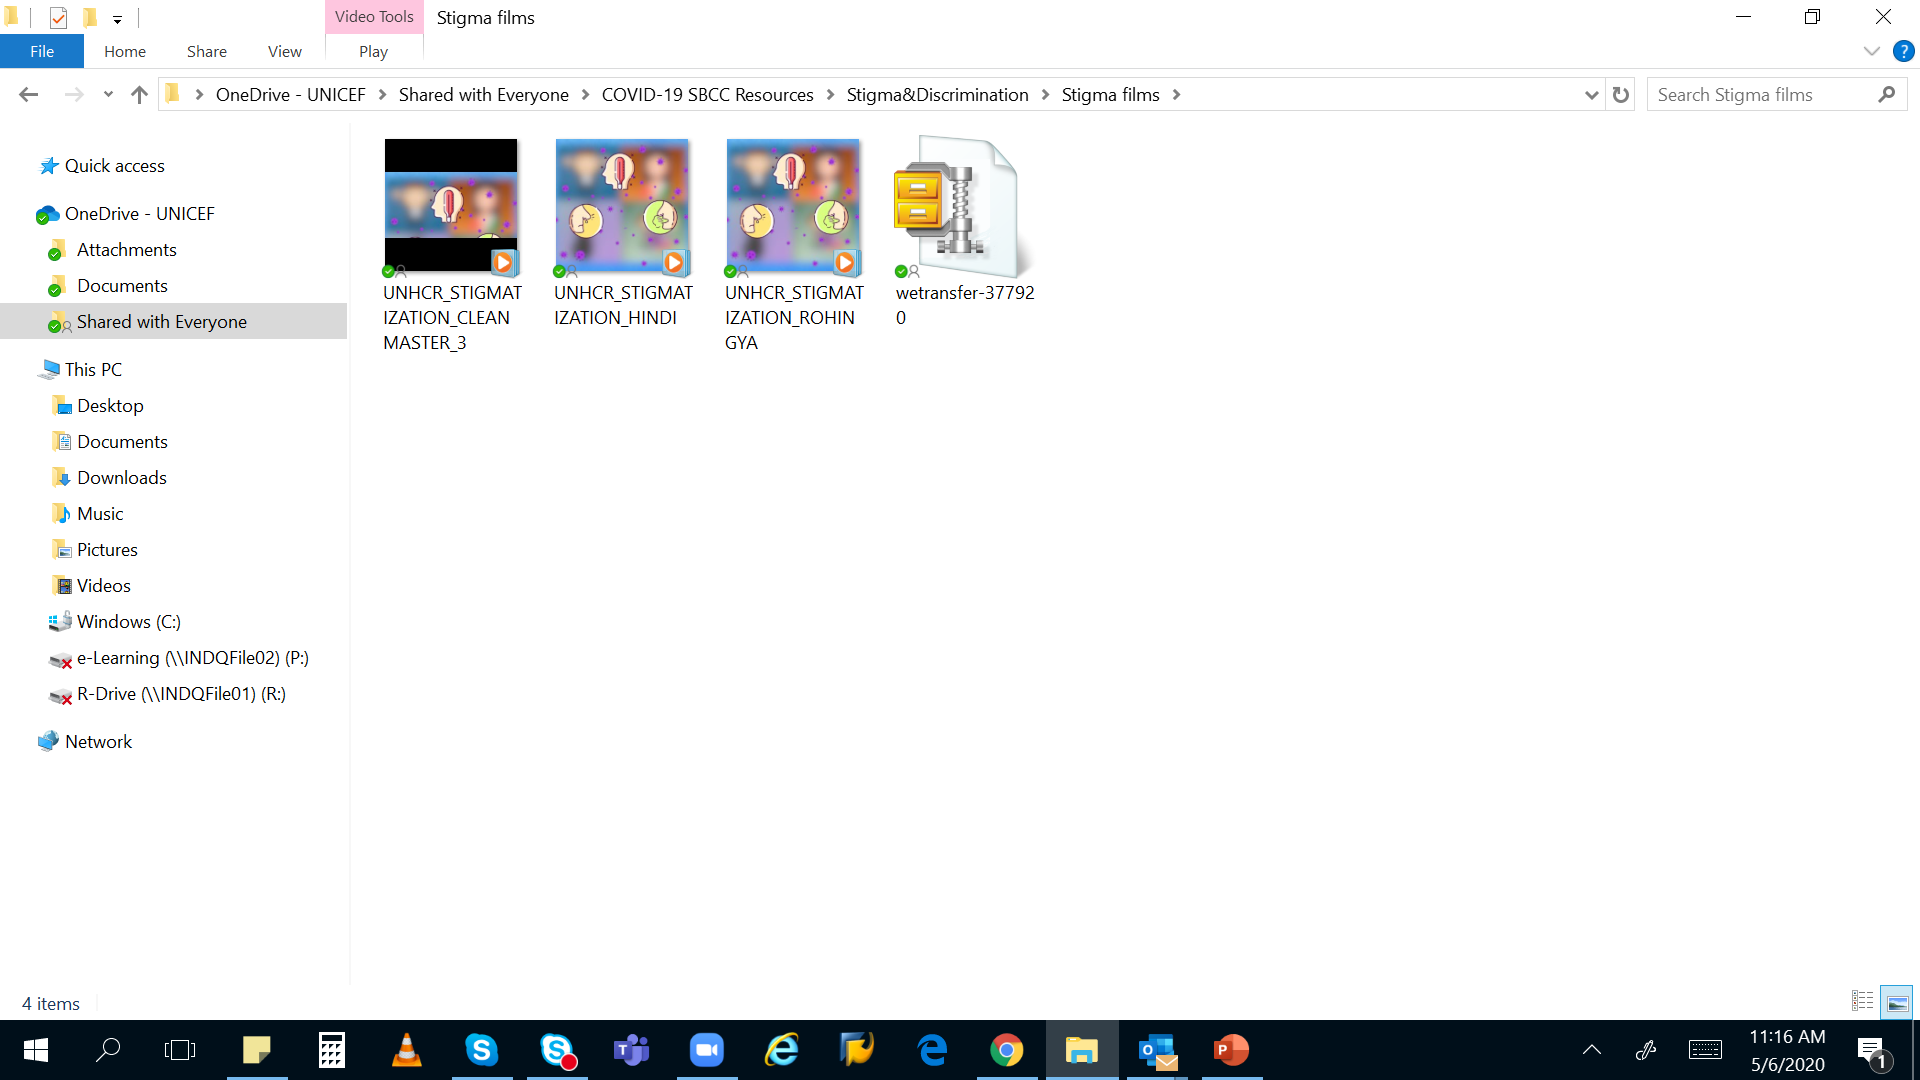 Video Tools
Stigma films
File
Home
Share
View
Play
OneDrive - UNICEF
Shared with Everyone
COVID-19 SBCC Resources
Stigma&Discrimination
Stigma films
Search Stigma films
Quick access
OneDrive - UNICEF
Attachments
Documents
Shared with Everyone
This PC
Desktop
Documents
Downloads
Music
Pictures
Videos
Windows (C:)
e-Learning (\\INDQFile02) (P:)
R-Drive (\\INDQFile01) (R:)
Network
UNHCR_STIGMAT
IZATION_CLEAN
MASTER_3
UNHCR_STIGMAT
IZATION_HINDI
UNHCR_STIGMAT
IZATION_ROHIN
GYA
wetransfer-37792
0
4 items
11:16 AM
5/6/2020
1